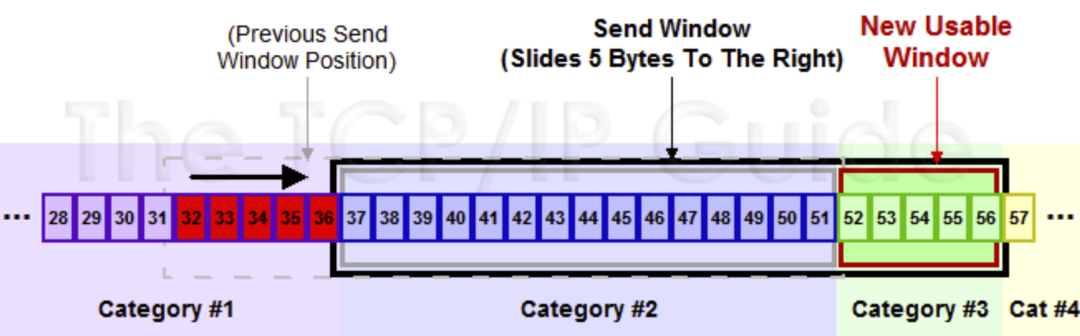 (Previous Send
Window Position)
Send Window
(Slides 5 Bytes To The Right)
New Usable
Window
The TCP/IP Guide
... 28 29 30 31 32 33 34 35 36 37 38 39 40 41 42 43 44 45 46 47 48 49 50 51 52 53 54 55 56 57 ...
Category #1
Category #2
Category #3
Cat #4